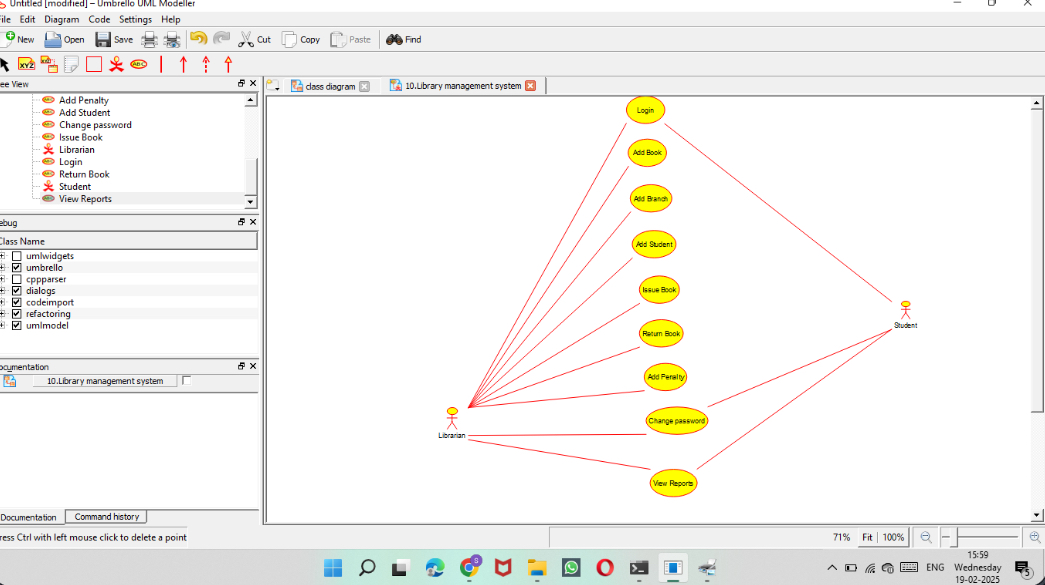 Untitled [modified] – Umbrello UML Modeller
File Edit Diagram Code Settings Help
New Open Save Cut Copy Paste Find
XYZ ABC
ee View
class diagram 10.Library management system
Add Penalty
Add Student
Change password
Issue Book
Librarian
Login
Return Book
Student
View Reports
ebug
Class Name
umlwidgets
umbrello
cppparser
dialogs
codeimport
refactoring
umlmodel
ocumentation
10.Library management system
Documentation Command history
ress Ctrl with left mouse click to delete a point
Login
Add Book
Add Branch
Add Student
Issue Book
Return Book
Add Penalty
Change password
View Reports
Librarian
Student
71% Fit 100%
8
ENG
15:59
Wednesday
19-02-2025
5